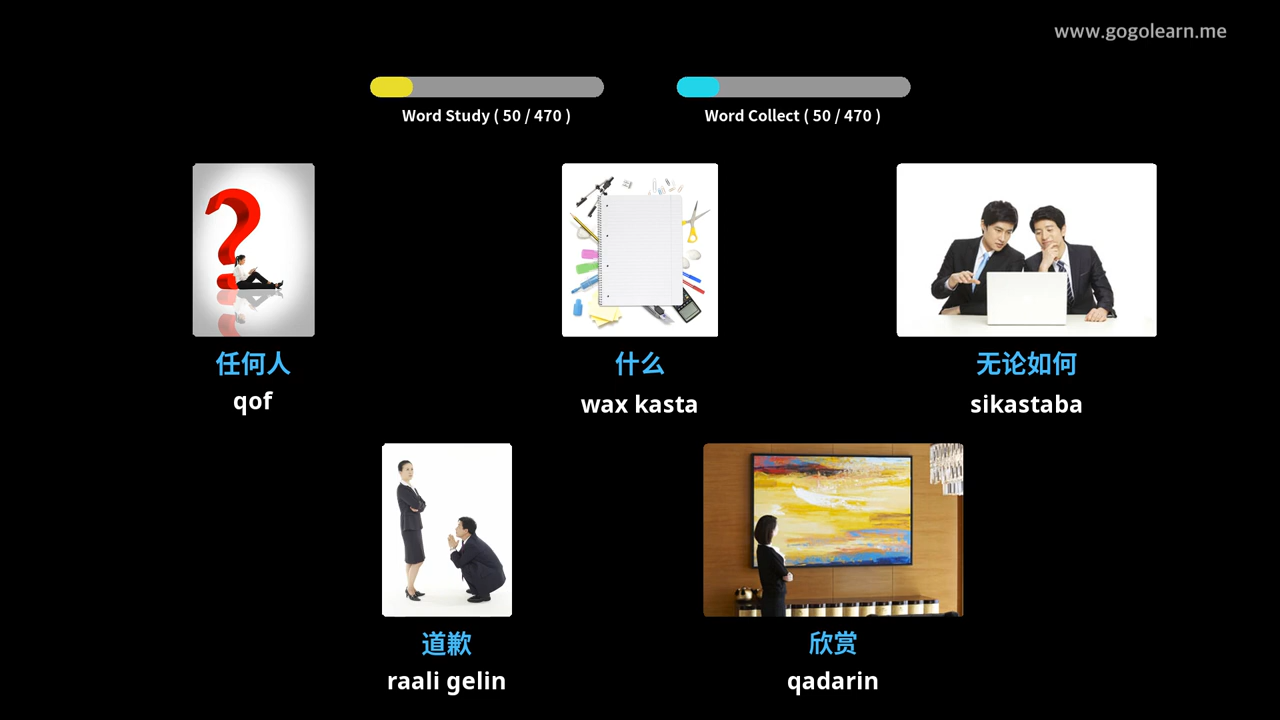 www.gogolearn.me
Word Study ( 50 / 470 )
Word Collect ( 50 / 470 )
任何人
qof
什么
wax kasta
无论如何
sikastaba
道歉
raali gelin
欣赏
qadarin